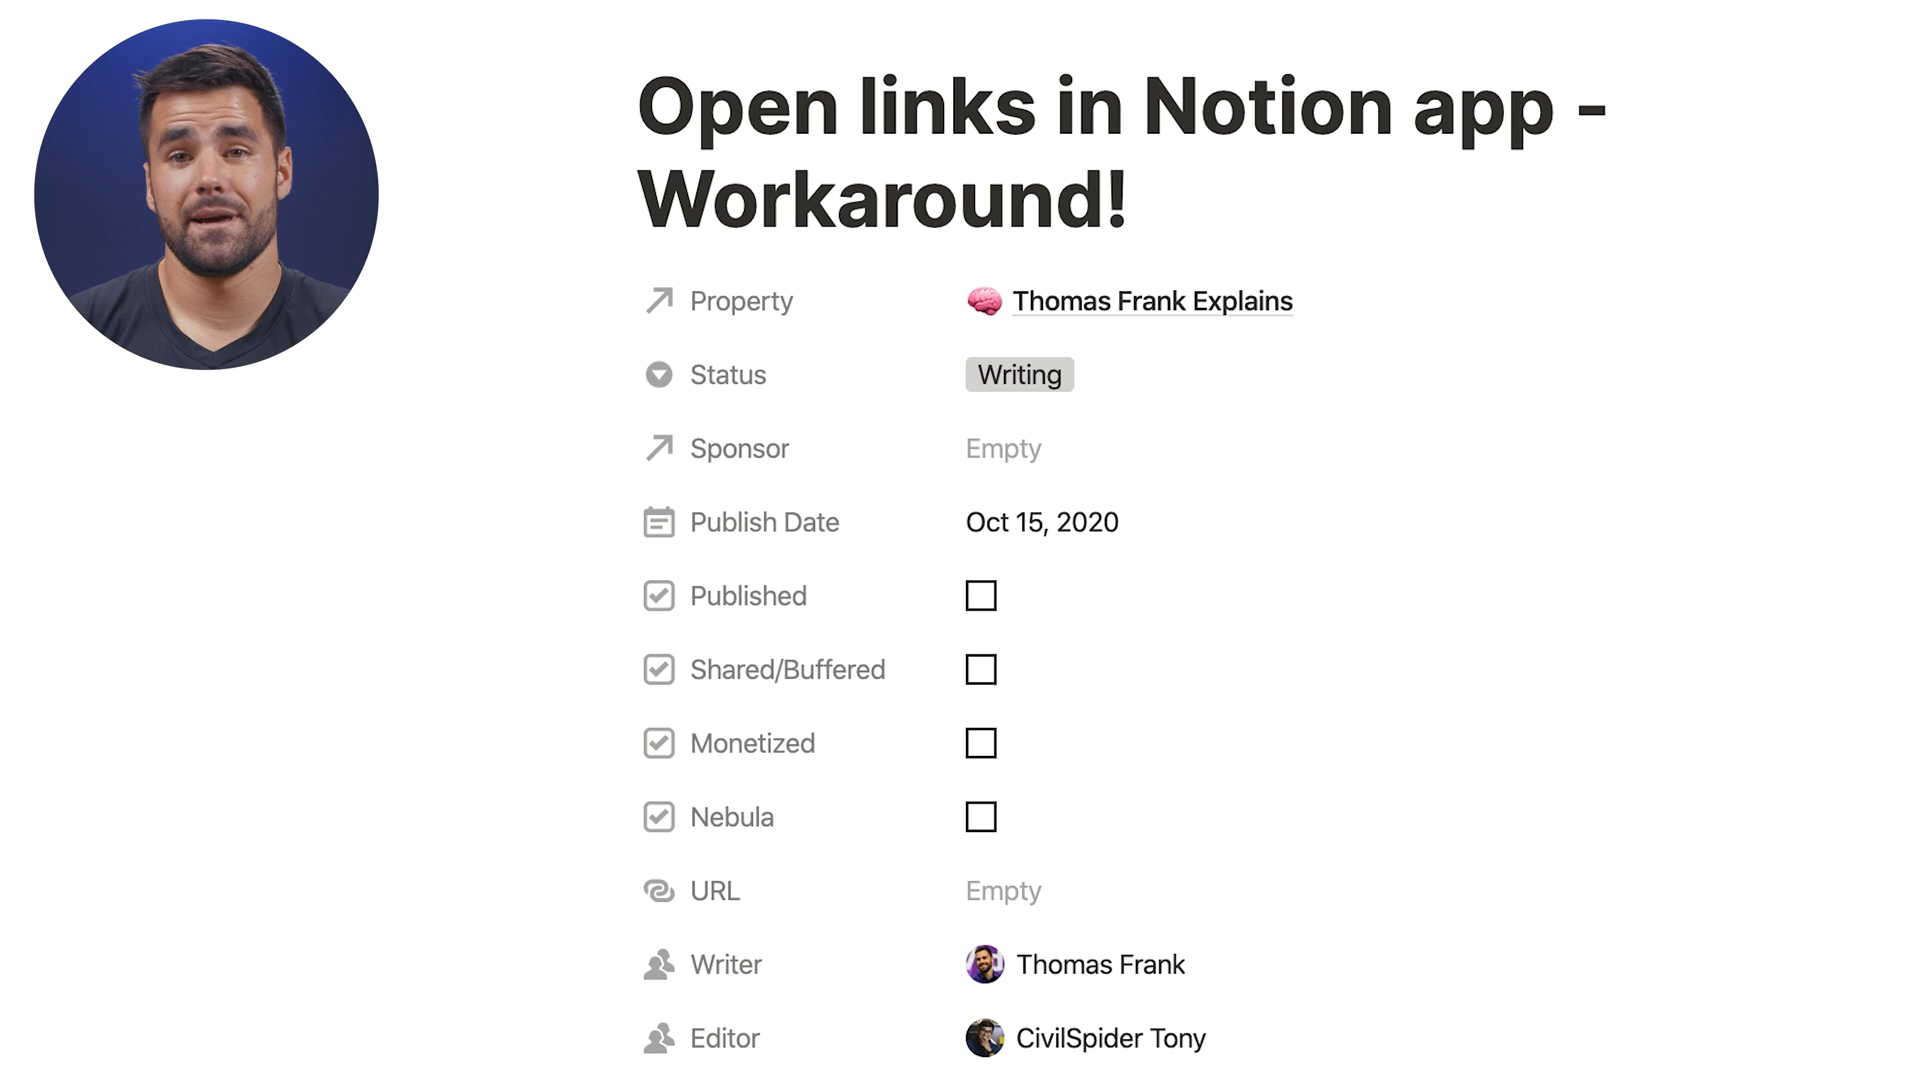 Open links in Notion app -
Workaround!
Property Thomas Frank Explains
Status Writing
Sponsor Empty
Publish Date Oct 15, 2020
Published
Shared/Buffered
Monetized
Nebula
URL Empty
Writer Thomas Frank
Editor CivilSpider Tony